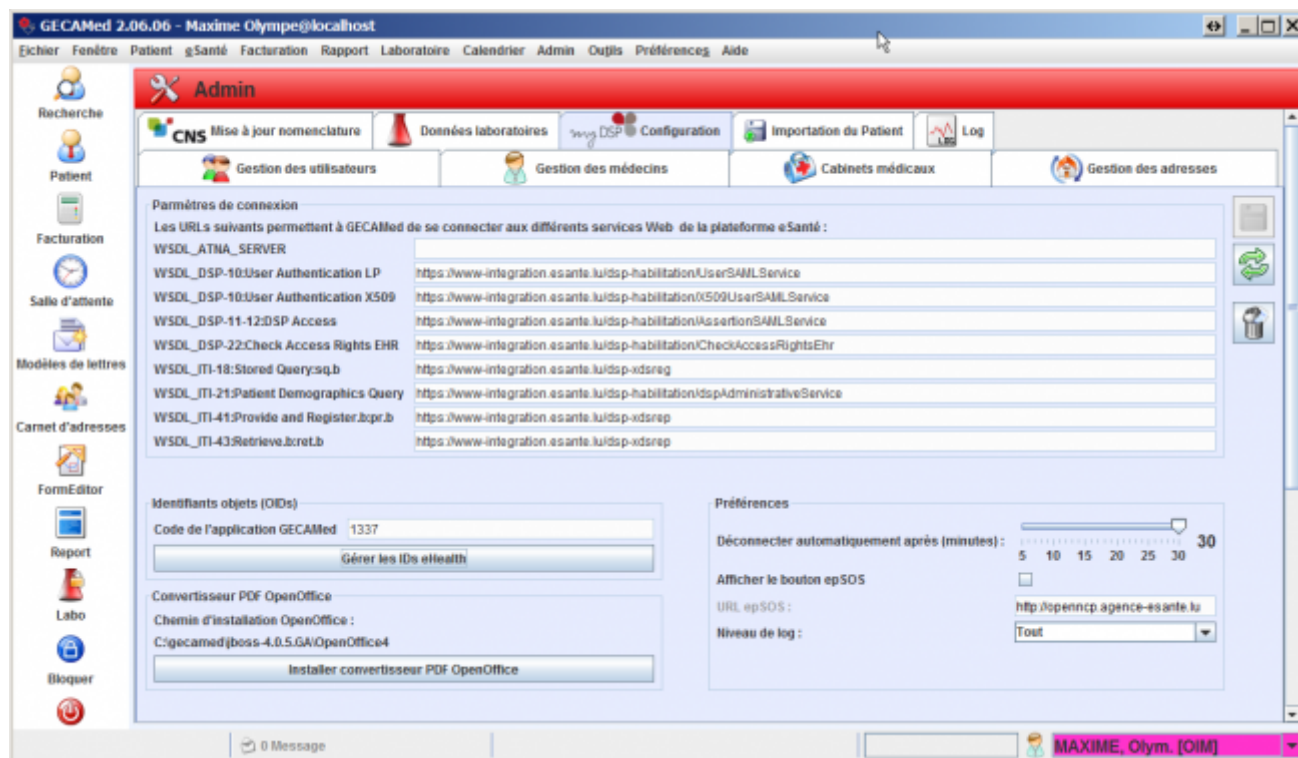 GECAMed 2.06.06 - Maxime Olympe@localhost
Eichier Fenêtre Patient eSanté Facturation Rapport Laboratoire Calendrier Admin Outils Préférences Aide
Recherche
Patient
Facturation
Salle d'attente
Modèles de lettres
Carnet d'adresses
FormEditor
Report
Labo
Bloquer
Admin
CNS Mise à jour nomenclature
Données laboratoires
my DSP Configuration
Importation du Patient
LOG Log
Gestion des utilisateurs
Gestion des médecins
Cabinets médicaux
Gestion des adresses
Parmètres de connexion
Les URLs suivants permettent à GECAMed de se connecter aux différents services Web de la plateforme eSanté :
WSDL_ATNA_SERVER
WSDL_DSP-10:User Authentication LP https://www-integration.esante.lu/dsp-habilitation/UserSAMLService
WSDL_DSP-10:User Authentication X509 https://www-integration.esante.lu/dsp-habilitation/X509UserSAMLService
WSDL_DSP-11-12:DSP Access https://www-integration.esante.lu/dsp-habilitation/AssertionSAMLService
WSDL_DSP-22:Check Access Rights EHR https://www-integration.esante.lu/dsp-habilitation/CheckAccessRightsEhr
WSDL_ITI-18:Stored Query:sq.b https://www-integration.esante.lu/dsp-xdsreg
WSDL_ITI-21:Patient Demographics Query https://www-integration.esante.lu/dsp-habilitation/dspAdministrativeService
WSDL_ITI-41:Provide and Register.b:pr.b https://www-integration.esante.lu/dsp-xdsrep
WSDL_ITI-43:Retrieve.b:ret.b https://www-integration.esante.lu/dsp-xdsrep
Identifiants objets (OIDs)
Code de l'application GECAMed 1337
Gérer les IDs eHealth
Convertisseur PDF OpenOffice
Chemin d'installation OpenOffice :
C:\gecamed\jboss-4.0.5.GA\OpenOffice4
Installer convertisseur PDF OpenOffice
Préférences
Déconnecter automatiquement après (minutes) : 30
5 10 15 20 25 30
Afficher le bouton epSOS
URL epSOS : http://openncp.agence-esante.lu
Niveau de log : Tout
0 Message
MAXIME, Olym. [OIM]